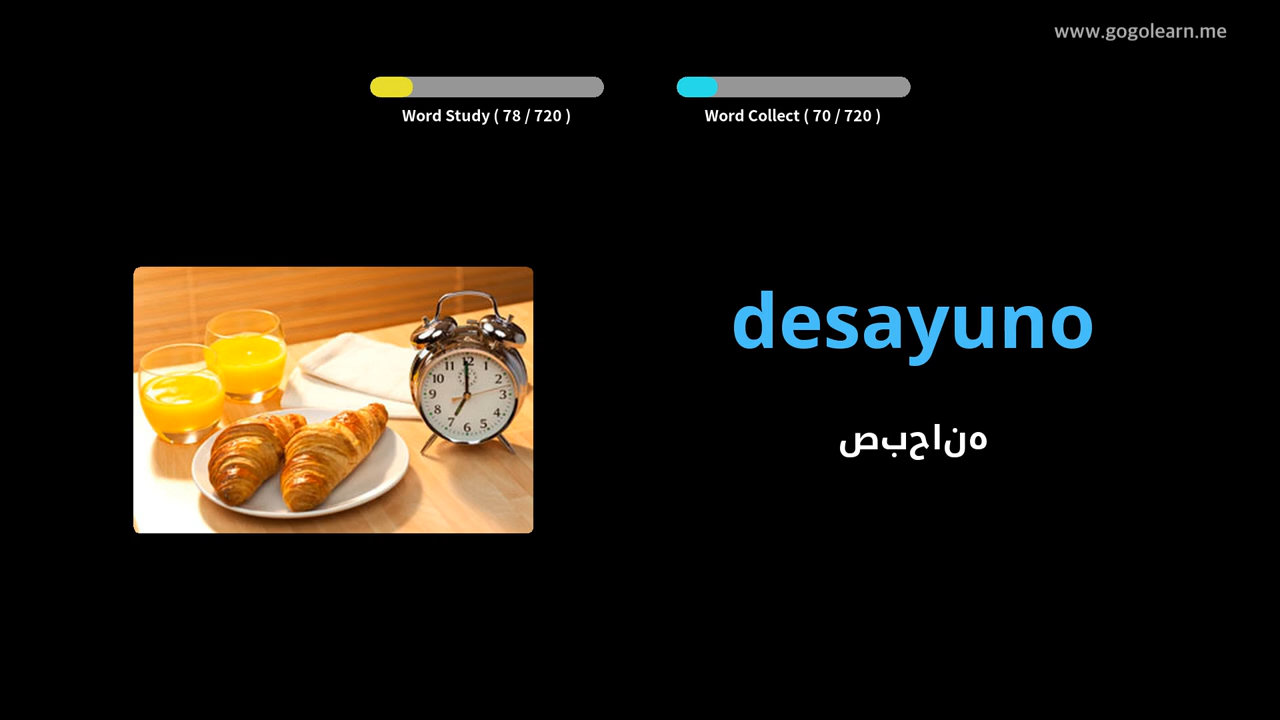 www.gogolearn.me
Word Study ( 78 / 720 )
Word Collect ( 70 / 720 )
desayuno
صبحانه